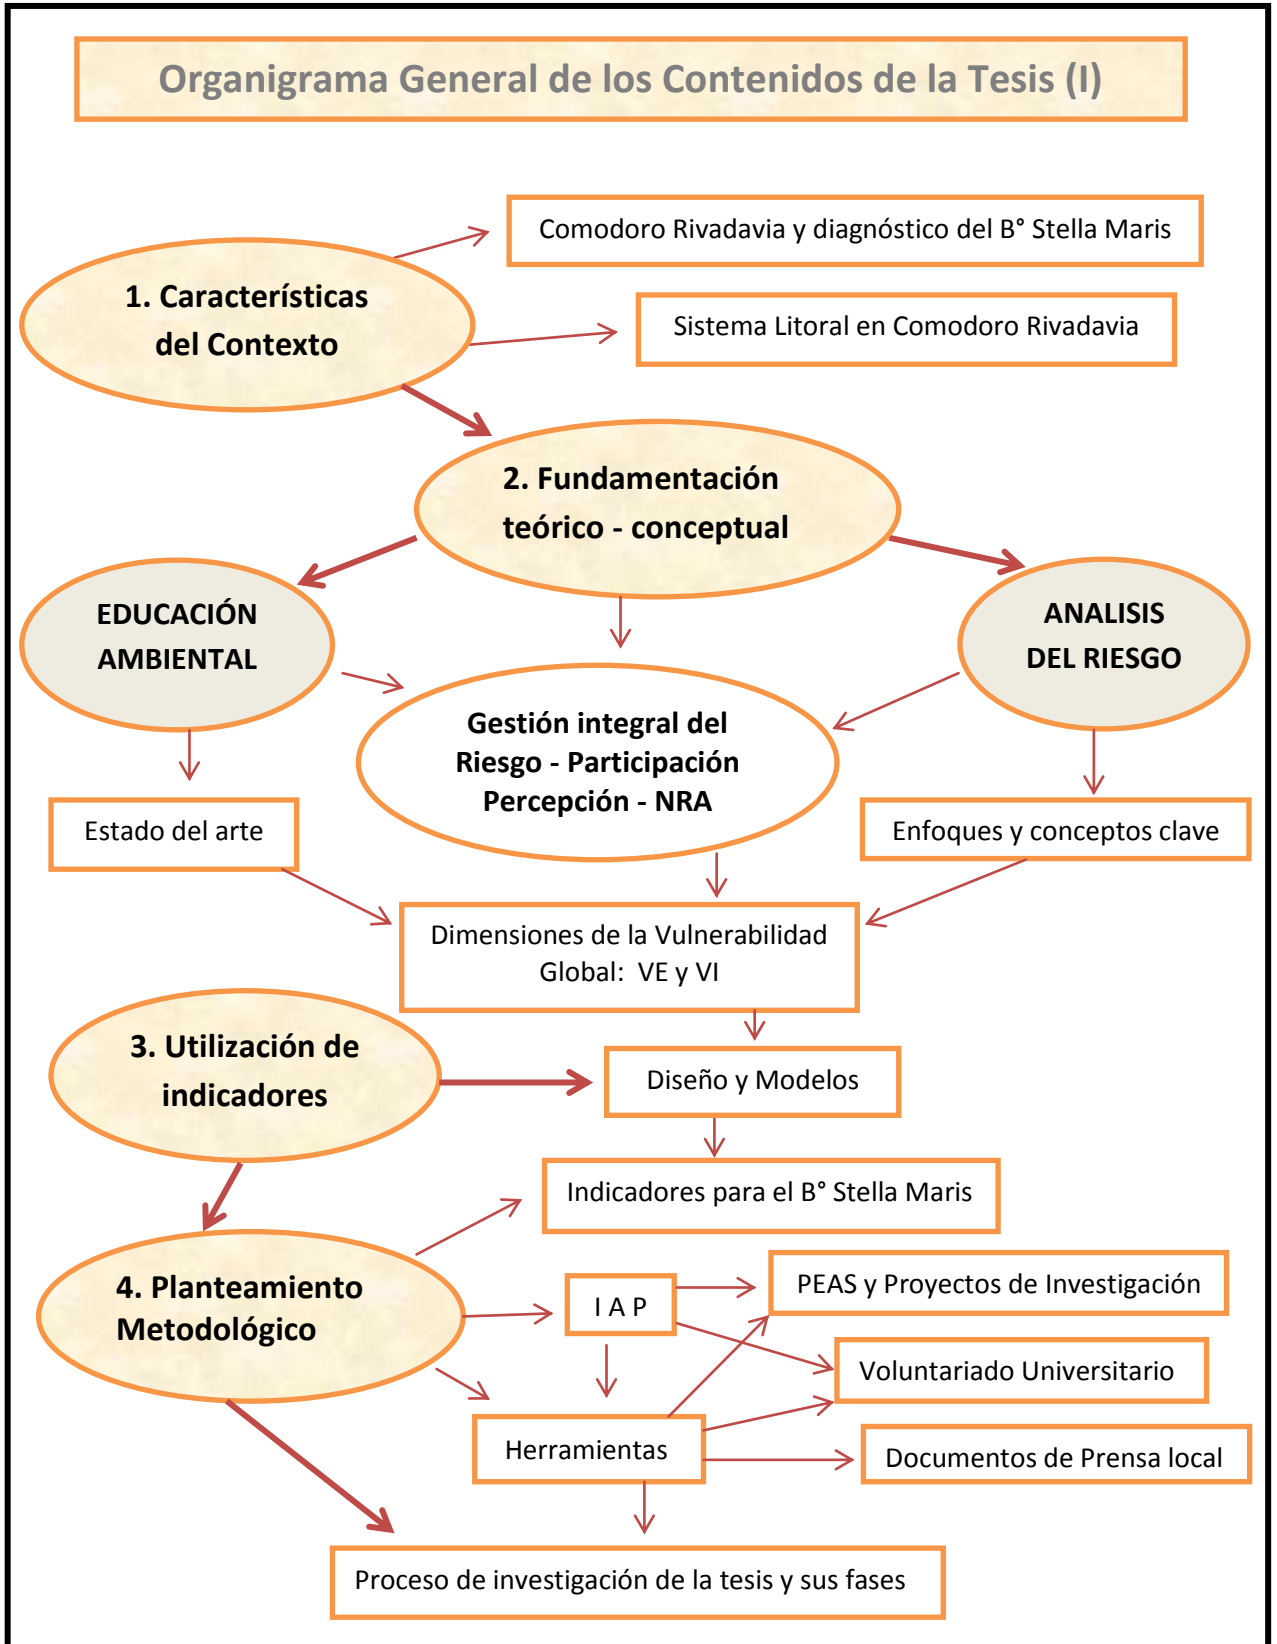 Organigrama General de los Contenidos de la Tesis (I)
Comodoro Rivadavia y diagnóstico del B° Stella Maris
1. Características
del Contexto
Sistema Litoral en Comodoro Rivadavia
2. Fundamentación
teórico - conceptual
EDUCACIÓN
AMBIENTAL
ANALISIS
DEL RIESGO
Gestión integral del
Riesgo - Participación
Percepción - NRA
Estado del arte
Enfoques y conceptos clave
Dimensiones de la Vulnerabilidad
Global:  VE y VI
3. Utilización de
indicadores
Diseño y Modelos
Indicadores para el B° Stella Maris
4. Planteamiento
Metodológico
I A P
PEAS y Proyectos de Investigación
Voluntariado Universitario
Herramientas
Documentos de Prensa local
Proceso de investigación de la tesis y sus fases